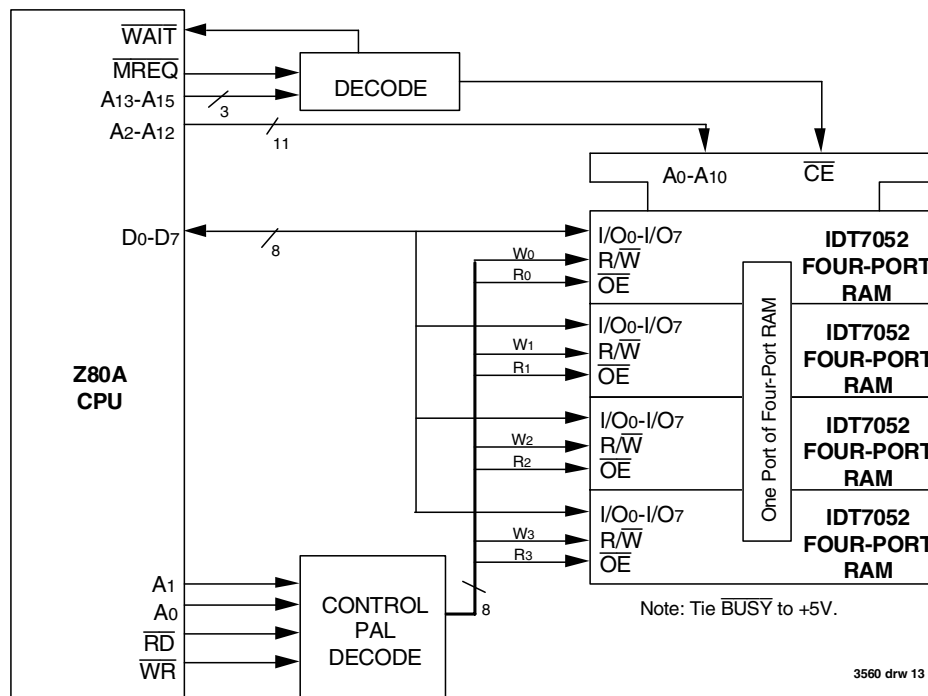 WAIT
MREQ
A13-A15
3
A2-A12
11
DECODE
A0-A10
CE
D0-D7
8
Z80A
CPU
I/O0-I/O7
R/W
OE
W0
R0
IDT7052
FOUR-PORT
RAM
I/O0-I/O7
R/W
OE
W1
R1
IDT7052
FOUR-PORT
RAM
I/O0-I/O7
R/W
OE
W2
R2
IDT7052
FOUR-PORT
RAM
I/O0-I/O7
R/W
OE
W3
R3
IDT7052
FOUR-PORT
RAM
One Port of Four-Port RAM
A1
A0
RD
WR
CONTROL
PAL
DECODE
8
Note: Tie BUSY to +5V.
3560 drw 13